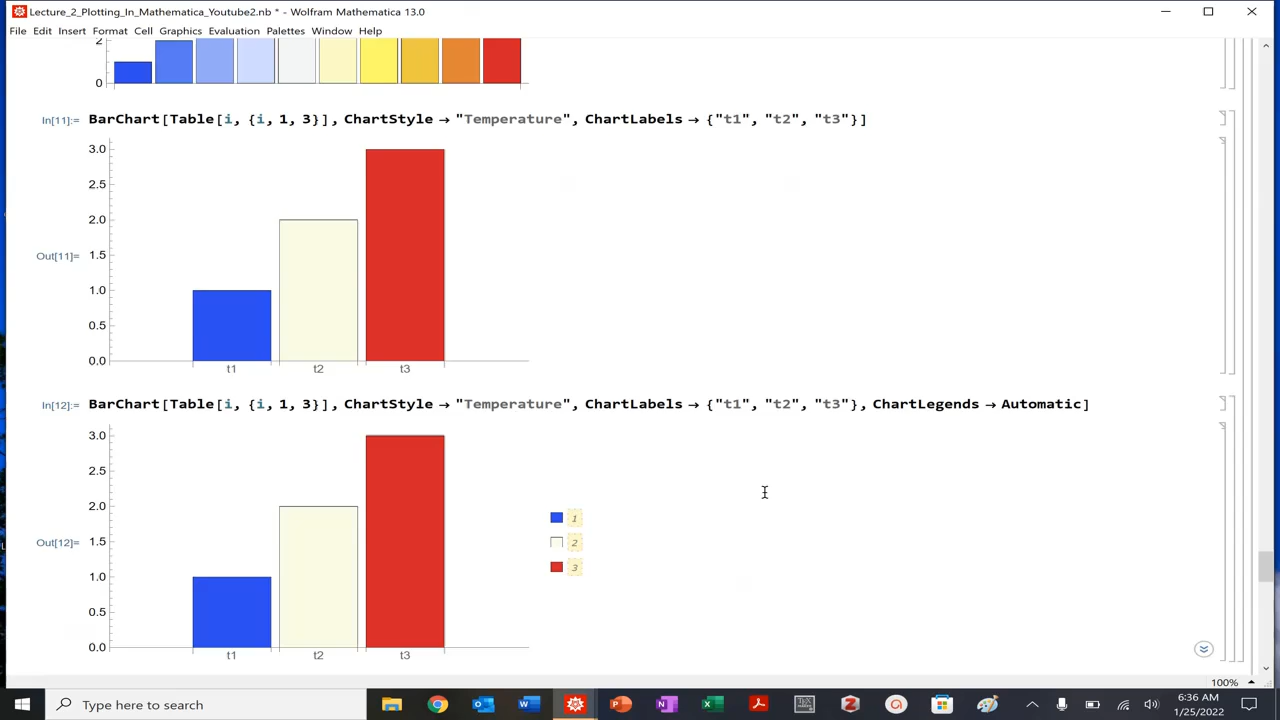 Lecture_2_Plotting_In_Mathematica_Youtube2.nb * - Wolfram Mathematica 13.0
File Edit Insert Format Cell Graphics Evaluation Palettes Window Help
2
0
In[11]:= BarChart[Table[i, {i, 1, 3}], ChartStyle → "Temperature", ChartLabels → {"t1", "t2", "t3"}]
3.0
2.5
2.0
1.5
Out[11]=
1.0
0.5
0.0
t1 t2 t3
In[12]:= BarChart[Table[i, {i, 1, 3}], ChartStyle → "Temperature", ChartLabels → {"t1", "t2", "t3"}, ChartLegends → Automatic]
3.0
2.5
2.0
1.5
Out[12]=
1.0
0.5
0.0
t1 t2 t3
1
2
3
100%
Type here to search
6:36 AM
1/25/2022